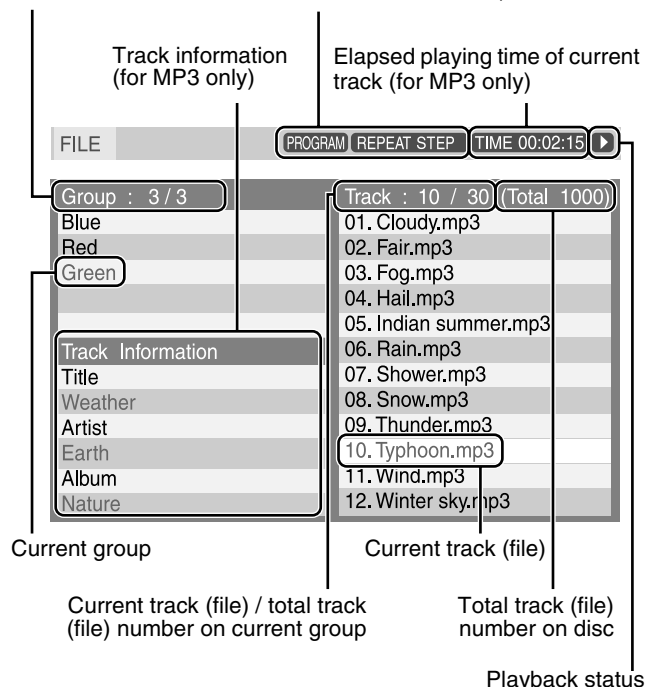 Track information
(for MP3 only)
Elapsed playing time of current
track (for MP3 only)
FILE
PROGRAM REPEAT STEP TIME 00:02:15
Group : 3 / 3
Blue
Red
Green
Track Information
Title
Weather
Artist
Earth
Album
Nature
Track : 10 / 30 (Total 1000)
01. Cloudy.mp3
02. Fair.mp3
03. Fog.mp3
04. Hail.mp3
05. Indian summer.mp3
06. Rain.mp3
07. Shower.mp3
08. Snow.mp3
09. Thunder.mp3
10. Typhoon.mp3
11. Wind.mp3
12. Winter sky.mp3
Current group
Current track (file)
Current track (file) / total track
(file) number on current group
Total track (file)
number on disc
Playback status